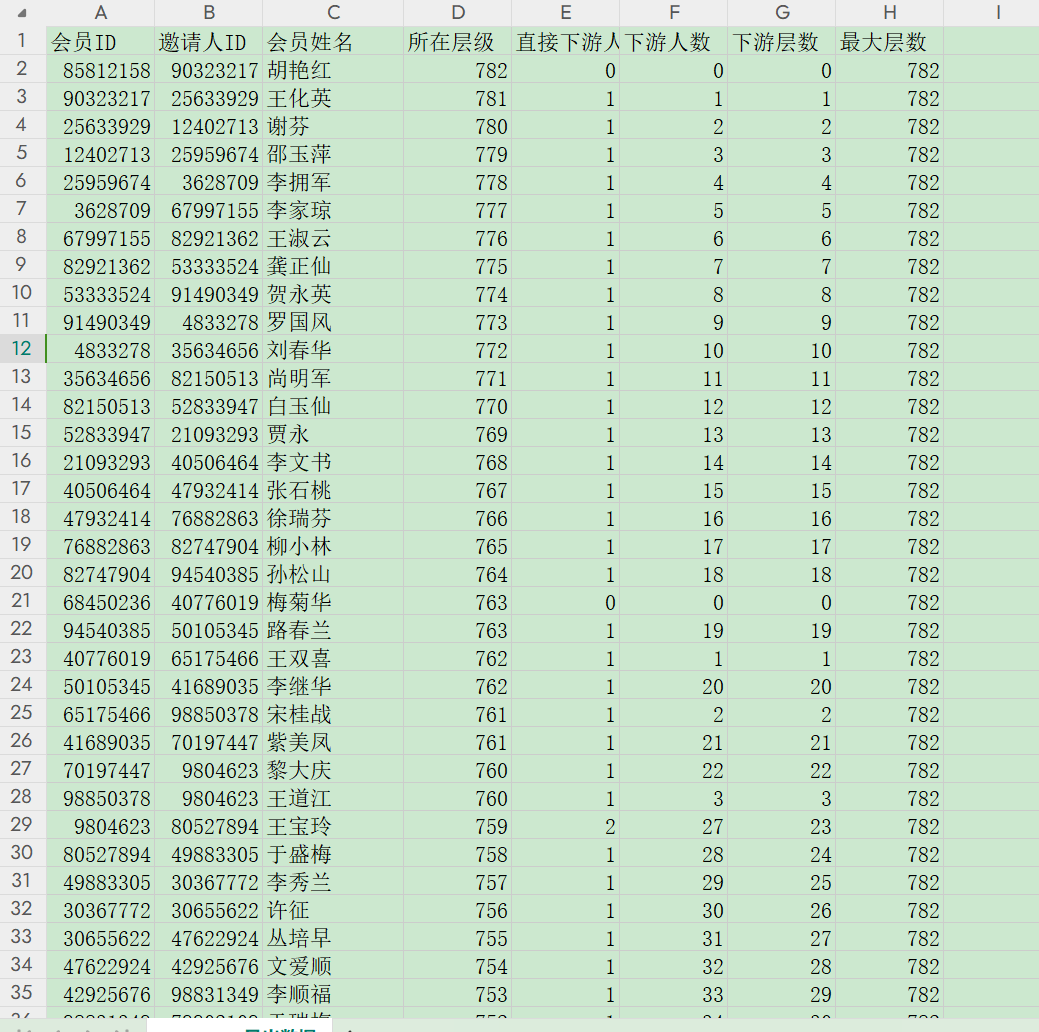 A B C D E F G H I
1 会员ID 邀请人ID 会员姓名 所在层级 直接下游人 下游人数 下游层数 最大层数
2 85812158 90323217 胡艳红 782 0 0 0 782
3 90323217 25633929 王化英 781 1 1 1 782
4 25633929 12402713 谢芬 780 1 2 2 782
5 12402713 25959674 邵玉萍 779 1 3 3 782
6 25959674 3628709 李拥军 778 1 4 4 782
7 3628709 67997155 李家琼 777 1 5 5 782
8 67997155 82921362 王淑云 776 1 6 6 782
9 82921362 53333524 龚正仙 775 1 7 7 782
10 53333524 91490349 贺永英 774 1 8 8 782
11 91490349 4833278 罗国风 773 1 9 9 782
12 4833278 35634656 刘春华 772 1 10 10 782
13 35634656 82150513 尚明军 771 1 11 11 782
14 82150513 52833947 白玉仙 770 1 12 12 782
15 52833947 21093293 贾永 769 1 13 13 782
16 21093293 40506464 李文书 768 1 14 14 782
17 40506464 47932414 张石桃 767 1 15 15 782
18 47932414 76882863 徐瑞芬 766 1 16 16 782
19 76882863 82747904 柳小林 765 1 17 17 782
20 82747904 94540385 孙松山 764 1 18 18 782
21 68450236 40776019 梅菊华 763 0 0 0 782
22 94540385 50105345 路春兰 763 1 19 19 782
23 40776019 65175466 王双喜 762 1 1 1 782
24 50105345 41689035 李继华 762 1 20 20 782
25 65175466 98850378 宋桂战 761 1 2 2 782
26 41689035 70197447 紫美凤 761 1 21 21 782
27 70197447 9804623 黎大庆 760 1 22 22 782
28 98850378 9804623 王道江 760 1 3 3 782
29 9804623 80527894 王宝玲 759 2 27 23 782
30 80527894 49883305 于盛梅 758 1 28 24 782
31 49883305 30367772 李秀兰 757 1 29 25 782
32 30367772 30655622 许征 756 1 30 26 782
33 30655622 47622924 丛培早 755 1 31 27 782
34 47622924 42925676 文爱顺 754 1 32 28 782
35 42925676 98831349 李顺福 753 1 33 29 782